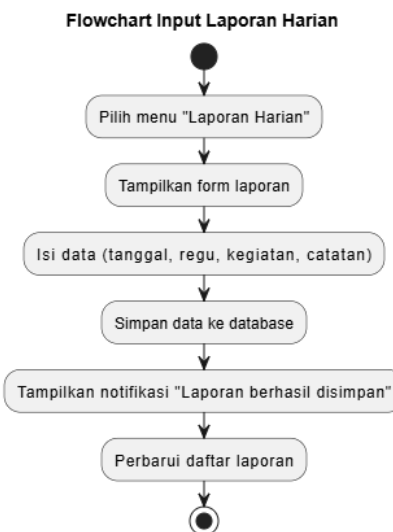 Flowchart Input Laporan Harian
Pilih menu "Laporan Harian"
Tampilkan form laporan
Isi data (tanggal, regu, kegiatan, catatan)
Simpan data ke database
Tampilkan notifikasi "Laporan berhasil disimpan"
Perbarui daftar laporan